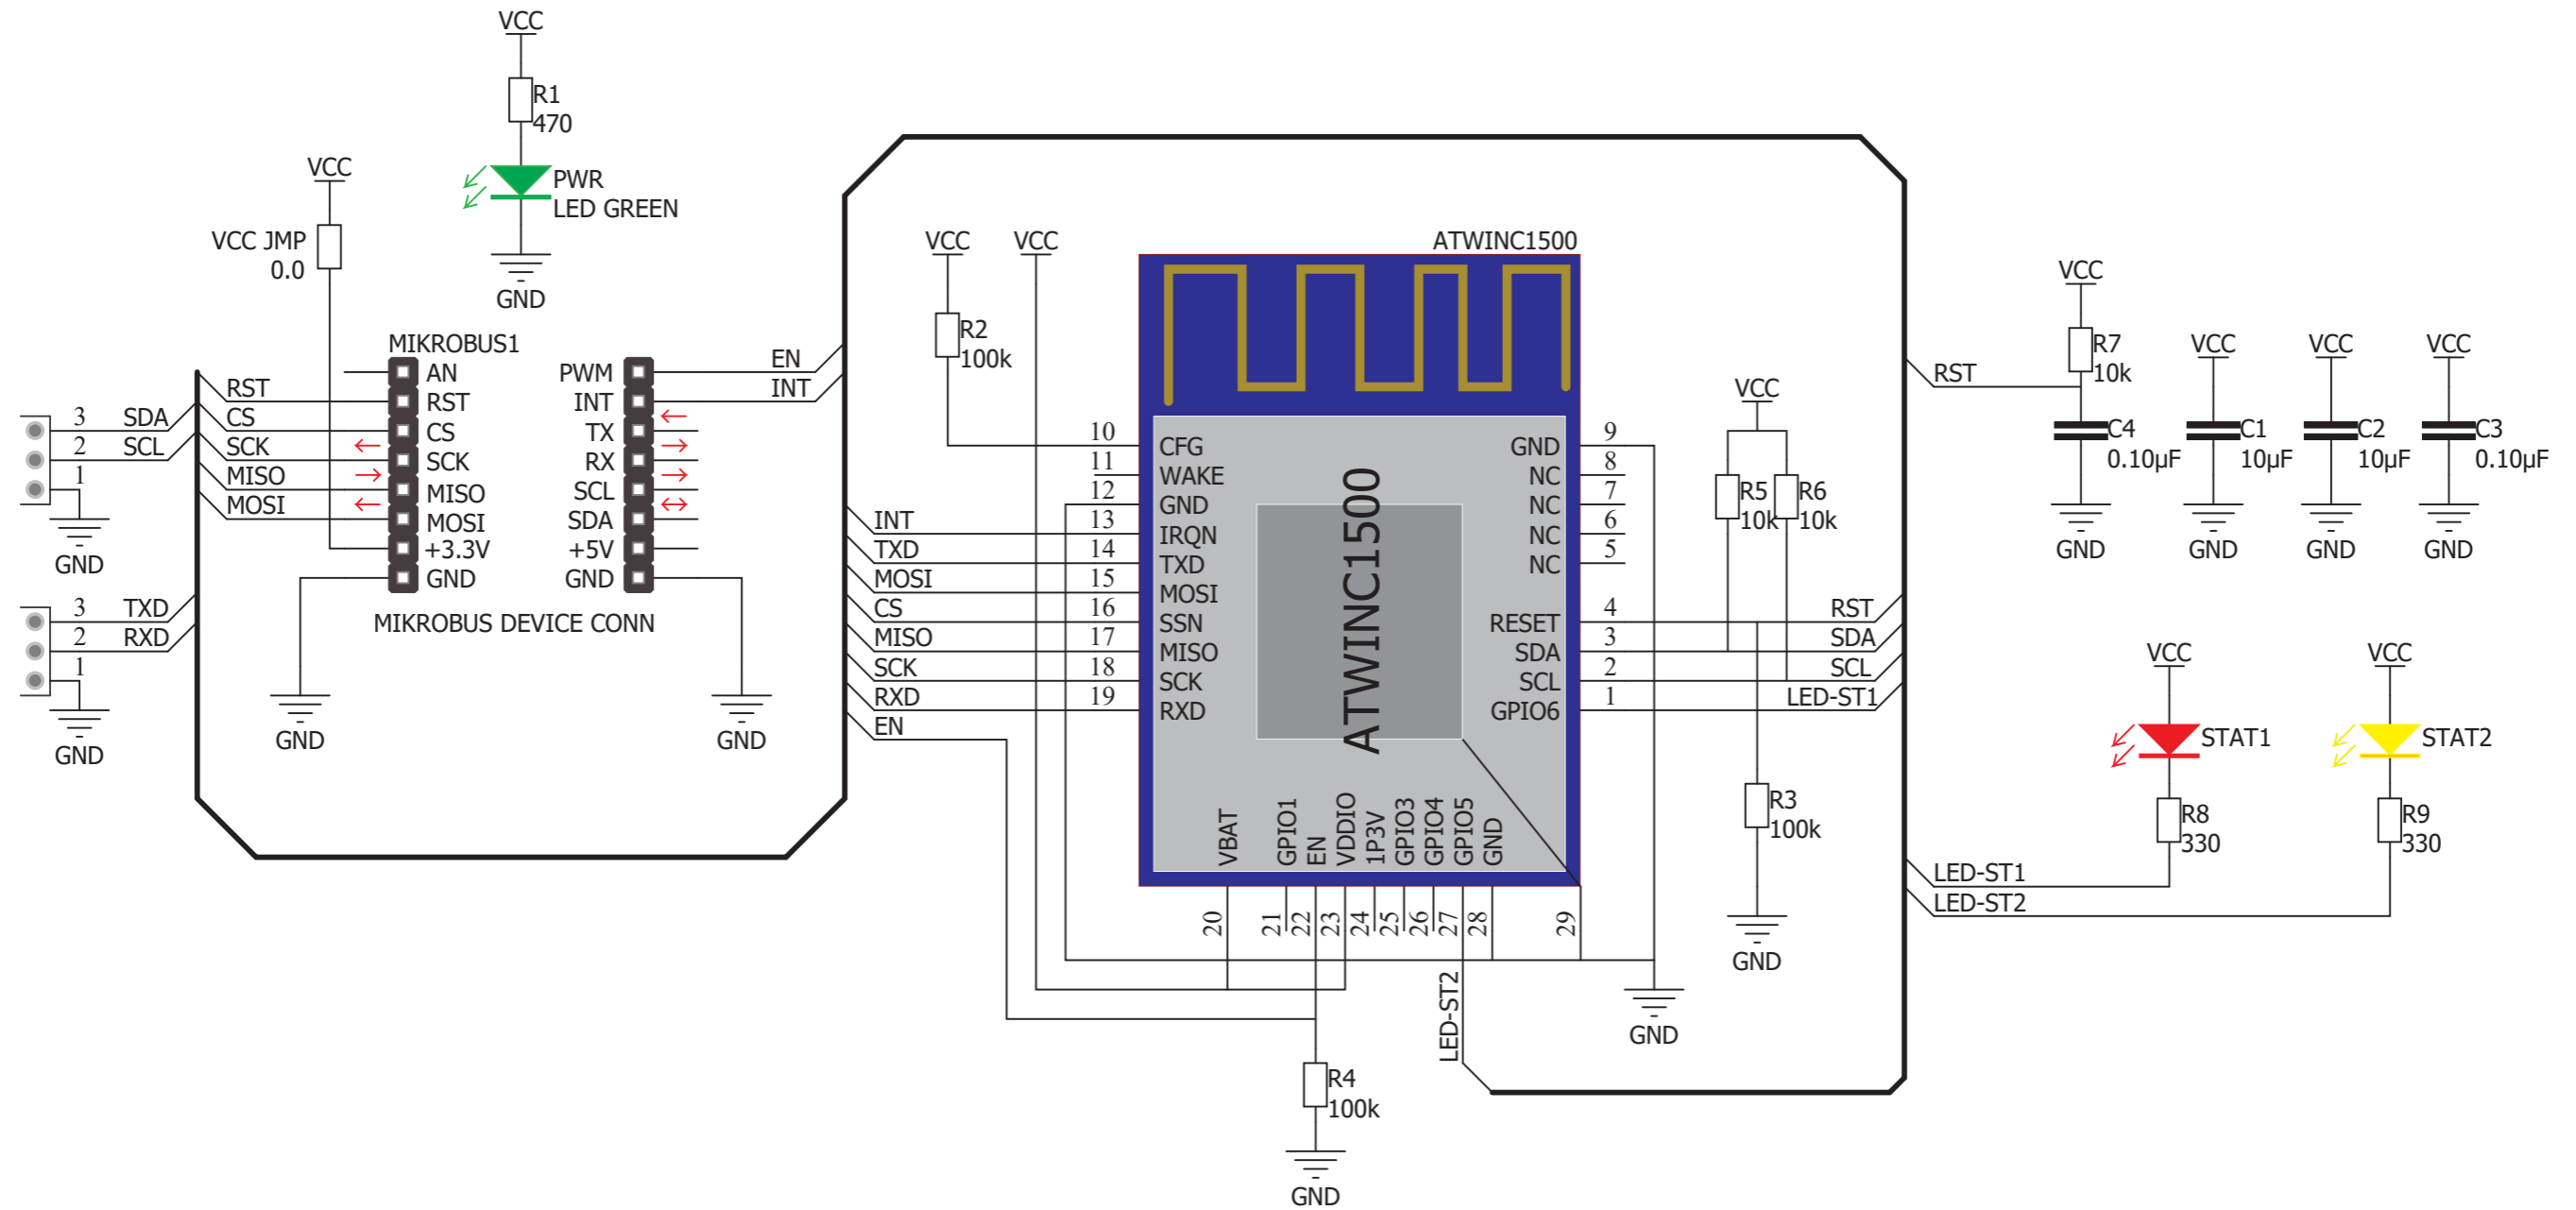 VCC
R1
470
PWR
LED GREEN
GND
VCC
VCC JMP
0.0
MIKROBUS1
AN
RST
CS
SCK
MISO
MOSI
+3.3V
GND
PWM
INT
TX
RX
SCL
SDA
+5V
GND
MIKROBUS DEVICE CONN
RST
CS
SCK
MISO
MOSI
EN
INT
3 SDA
2 SCL
1
GND
3 TXD
2 RXD
1
GND
GND
GND
VCC
R2
100k
VCC
ATWINC1500
ATWINC1500
10 CFG
11 WAKE
12 GND
INT 13 IRQN
TXD 14 TXD
MOSI 15 MOSI
CS 16 SSN
MISO 17 MISO
SCK 18 SCK
RXD 19 RXD
EN
GND 9
NC 8
NC 7
NC 6
NC 5
RESET 4 RST
SDA 3 SDA
SCL 2 SCL
GPIO6 1 LED-ST1
VBAT
GPIO1
EN
VDDIO
1P3V
GPIO3
GPIO4
GPIO5
GND
20
21
22
23
24
25
26
27
28
29
LED-ST2
R4
100k
GND
GND
VCC
R5
10k
R6
10k
R3
100k
GND
RST
VCC
R7
10k
C4
0.10µF
GND
VCC
C1
10µF
GND
VCC
C2
10µF
GND
VCC
C3
0.10µF
GND
VCC
STAT1
R8
330
LED-ST1
VCC
STAT2
R9
330
LED-ST2